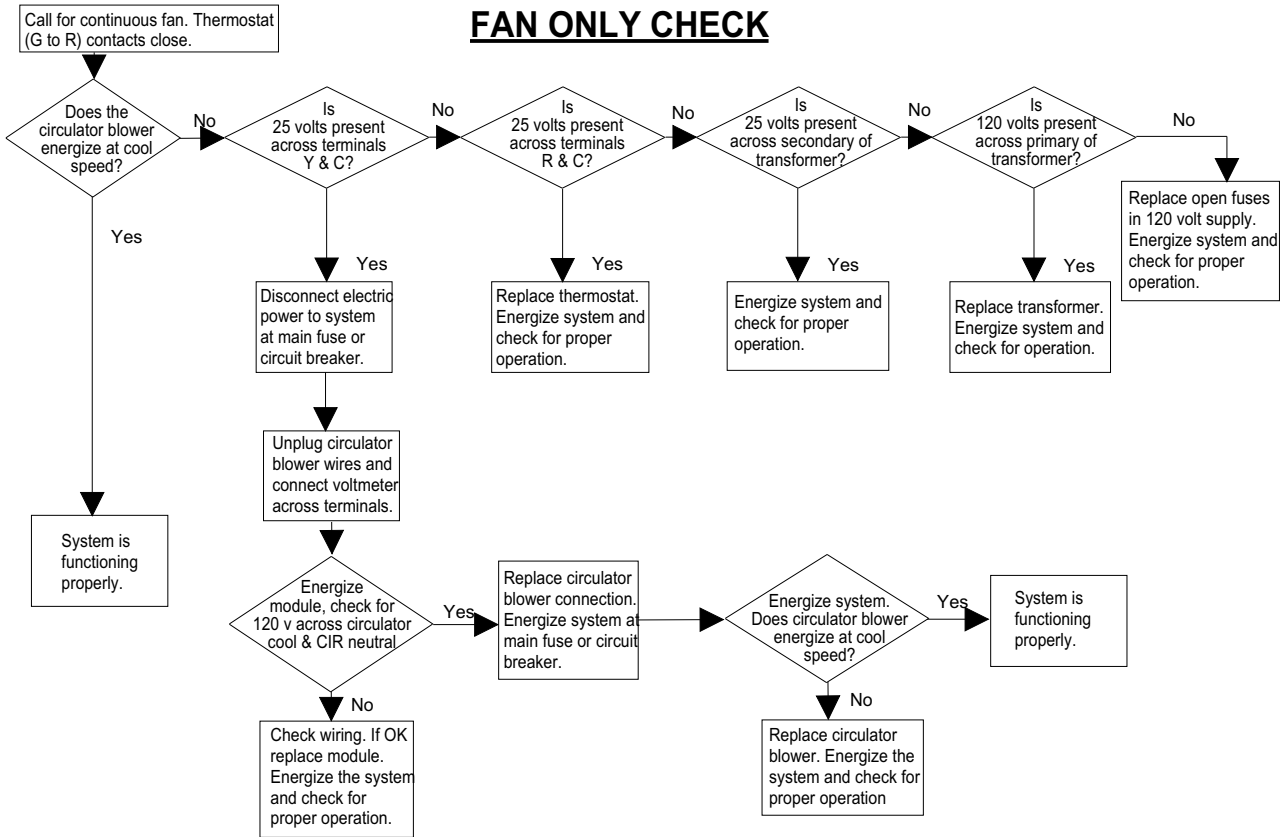 FAN ONLY CHECK
Call for continuous fan. Thermostat
(G to R) contacts close.
Does the
circulator blower
energize at cool
speed?
No
Is
25 volts present
across terminals
Y & C?
No
Is
25 volts present
across terminals
R & C?
No
Is
25 volts present
across secondary of
transformer?
No
Is
120 volts present
across primary of
transformer?
No
Replace open fuses
in 120 volt supply.
Energize system and
check for proper
operation.
Yes
Yes
Yes
Yes
Yes
Disconnect electric
power to system
at main fuse or
circuit breaker.
Replace thermostat.
Energize system and
check for proper
operation.
Energize system and
check for proper
operation.
Replace transformer.
Energize system and
check for operation.
Unplug circulator
blower wires and
connect voltmeter
across terminals.
System is
functioning
properly.
Energize
module, check for
120 v across circulator
cool & CIR neutral
Yes
Replace circulator
blower connection.
Energize system at
main fuse or circuit
breaker.
Energize system.
Does circulator blower
energize at cool
speed?
Yes
System is
functioning
properly.
No
Check wiring. If OK
replace module.
Energize the system
and check for
proper operation.
No
Replace circulator
blower. Energize the
system and check for
proper operation